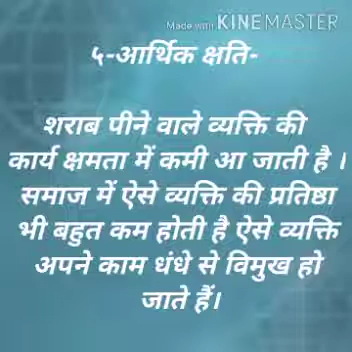 Made with KINEMASTER
५-आर्थिक क्षति-
शराब पीने वाले व्यक्ति की
कार्य क्षमता में कमी आ जाती है ।
समाज में ऐसे व्यक्ति की प्रतिष्ठा
भी बहुत कम होती है ऐसे व्यक्ति
अपने काम धंधे से विमुख हो
जाते हैं।